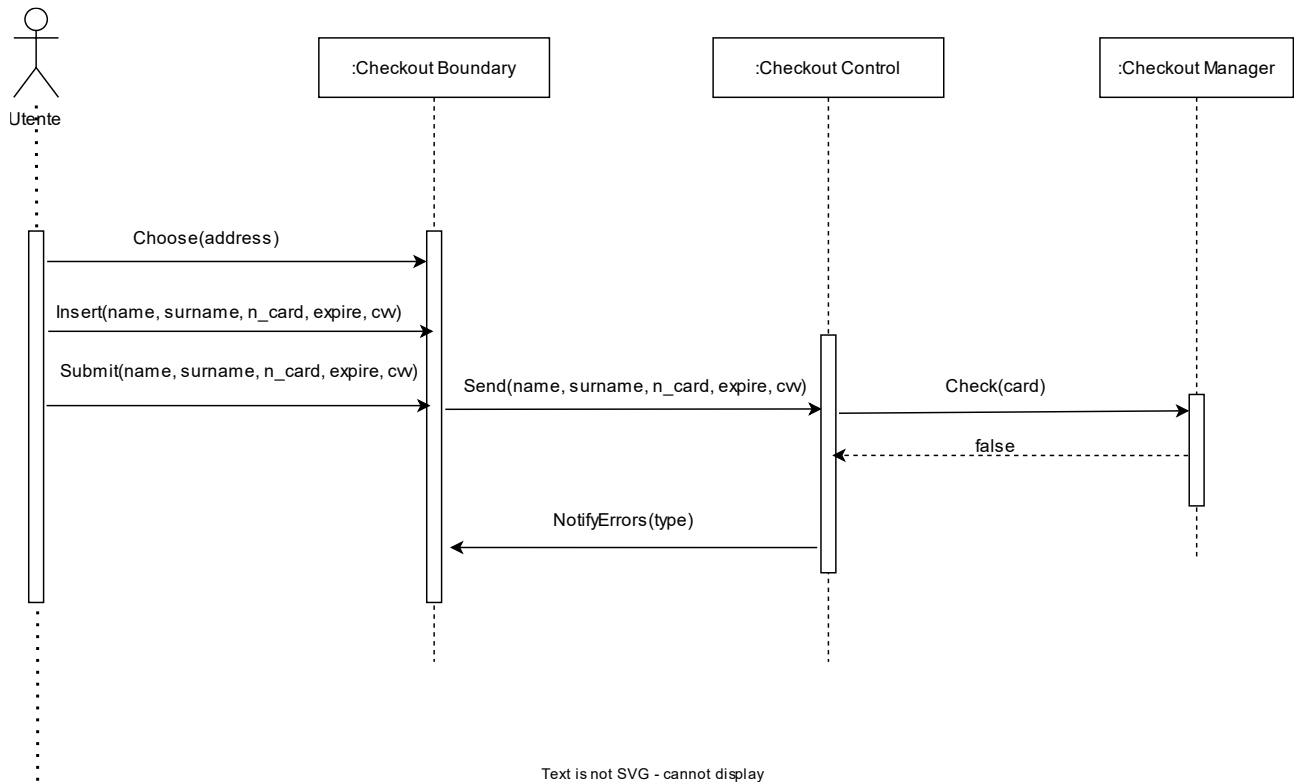 :Checkout Boundary
:Checkout Control
:Checkout Manager
Utente
Choose(address)
Insert(name, surname, n_card, expire, cvv)
Submit(name, surname, n_card, expire, cvv)
Send(name, surname, n_card, expire, cvv)
Check(card)
false
NotifyErrors(type)
Text is not SVG - cannot display